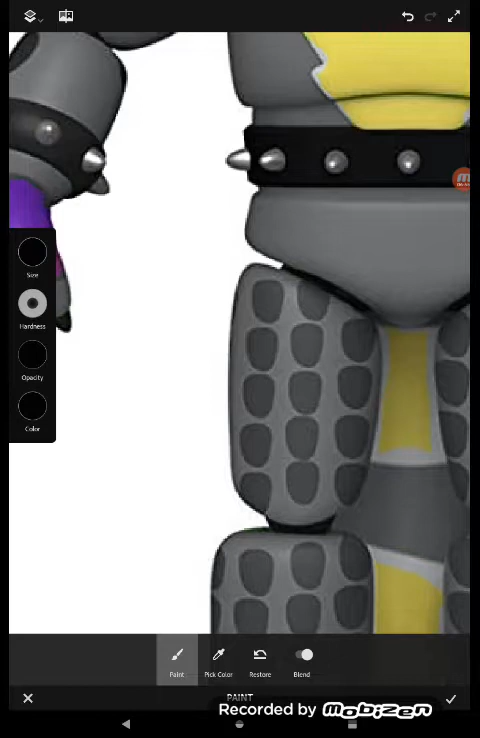 Size
Hardness
Opacity
Color
Paint
Pick Color
Restore
Blend
PAINT
Recorded by Mobizen